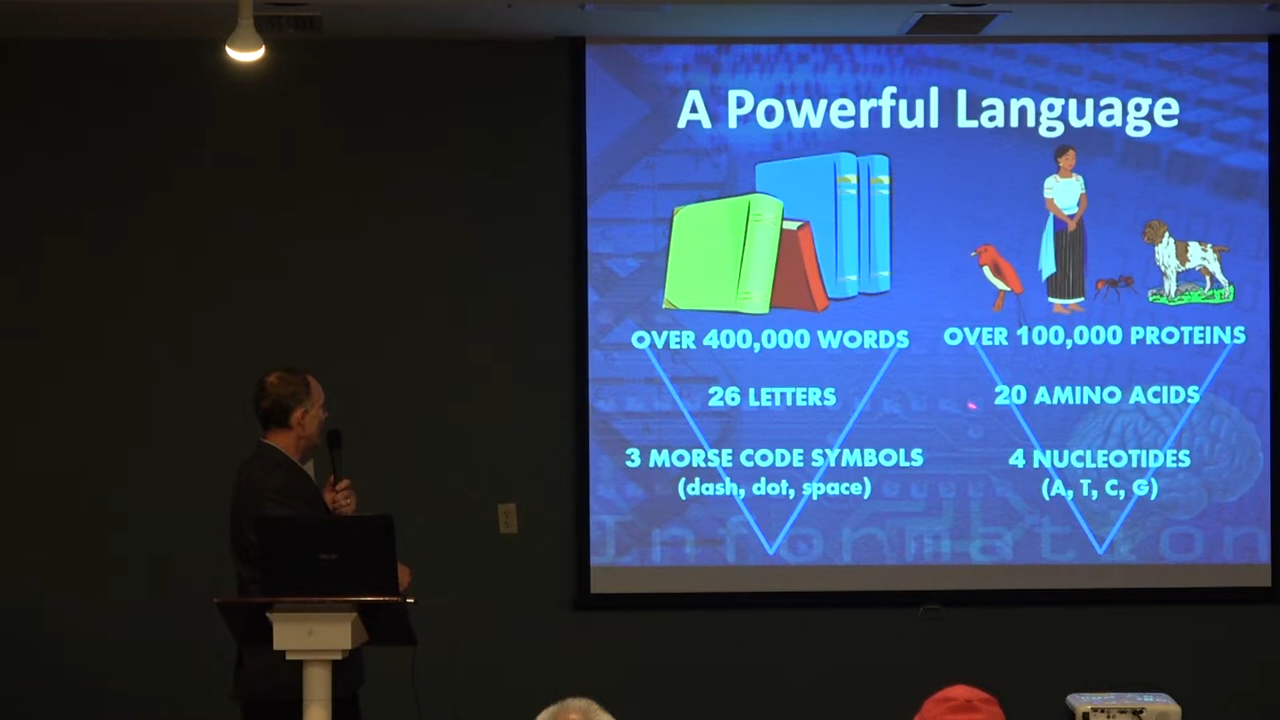 A Powerful Language
OVER 400,000 WORDS
26 LETTERS
3 MORSE CODE SYMBOLS
(dash, dot, space)
OVER 100,000 PROTEINS
20 AMINO ACIDS
4 NUCLEOTIDES
(A, T, C, G)
Information